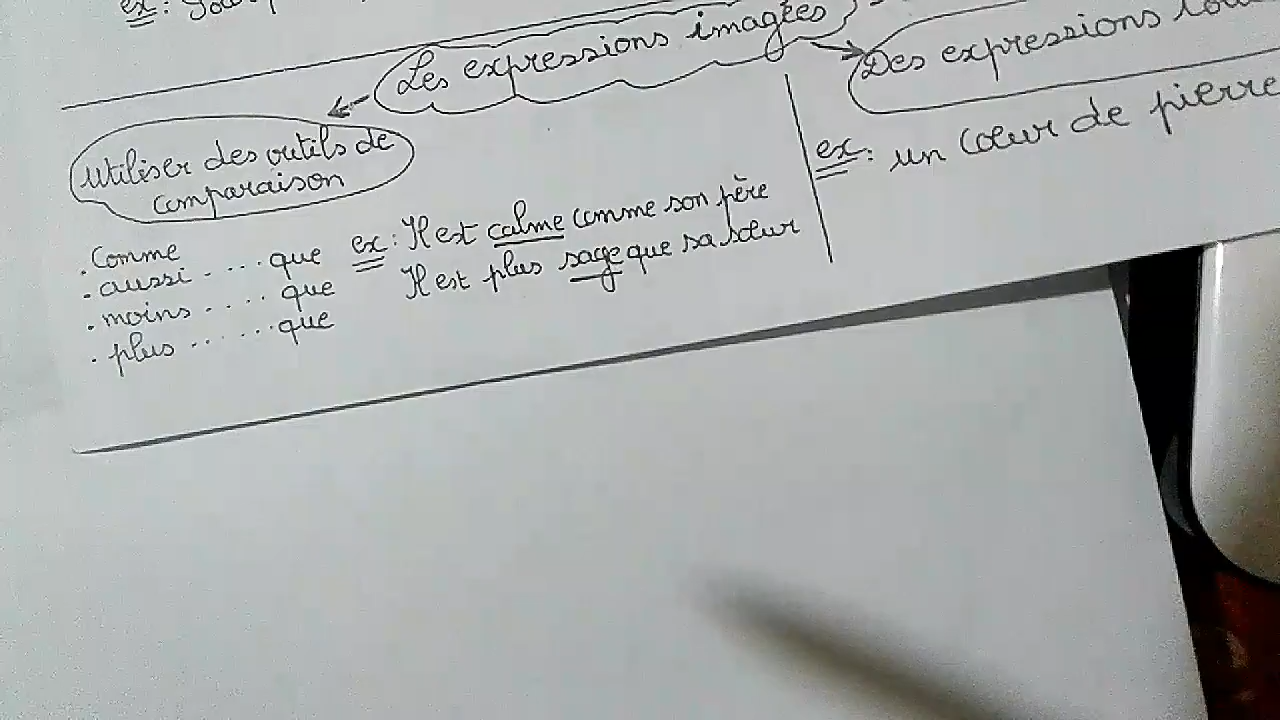 ex:
Les expressions imagées
Des expressions
Utiliser des outils de
comparaison
ex: un cœur de pierre
. Comme
. aussi . ... que
. moins ..... que
. plus ...... que
ex: Il est calme comme son père
Il est plus sage que sa sœur